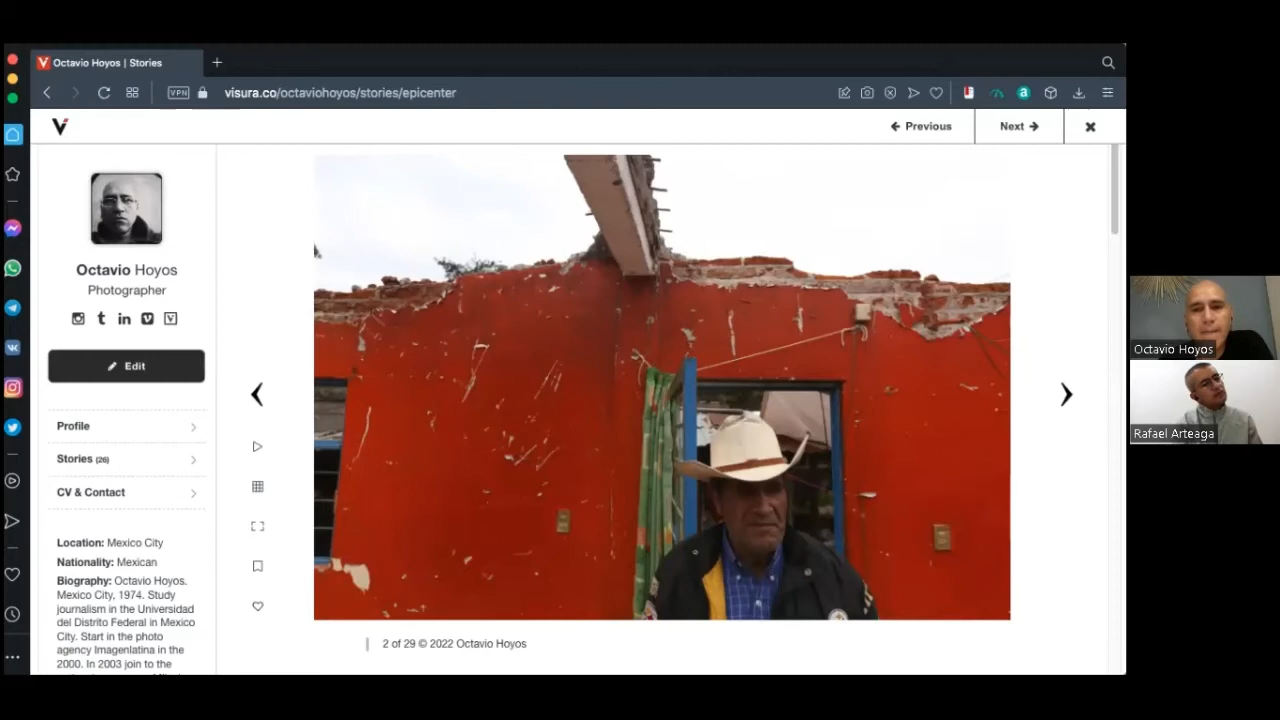 Octavio Hoyos | Stories
VPN
visura.co/octaviohoyos/stories/epicenter
Previous
Next
Octavio Hoyos
Photographer
Edit
Profile
Stories (26)
CV & Contact
Location: Mexico City
Nationality: Mexican
Biography: Octavio Hoyos.
Mexico City, 1974. Study
journalism in the Universidad
del Distrito Federal in Mexico
City. Start in the photo
agency Imagenlatina in the
2000. In 2003 join to the
2 of 29 © 2022 Octavio Hoyos
Octavio Hoyos
Rafael Arteaga